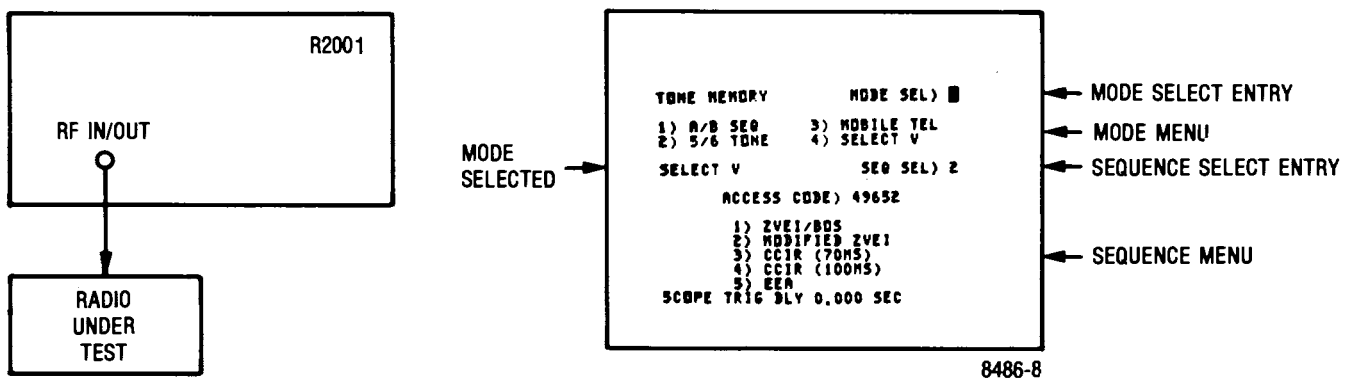 R2001
RF IN/OUT
RADIO
UNDER
TEST
MODE
SELECTED
TONE MEMORY MODE SEL)
1) A/B SEQ 3) MOBILE TEL
2) 5/6 TONE 4) SELECT V
SELECT V SEQ SEL) 2
ACCESS CODE) 49652
1) ZVEI/BOS
2) MODIFIED ZVEI
3) CCIR (70MS)
4) CCIR (100MS)
5) EEA
SCOPE TRIG DLY 0.000 SEC
MODE SELECT ENTRY
MODE MENU
SEQUENCE SELECT ENTRY
SEQUENCE MENU
8486-8